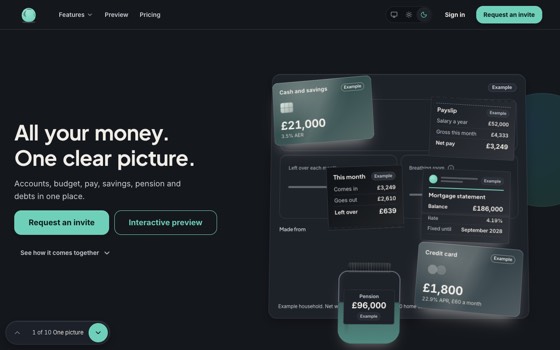 Features
Preview
Pricing
Sign in
Request an invite
All your money.
One clear picture.
Accounts, budget, pay, savings, pension and
debts in one place.
Request an invite
Interactive preview
See how it comes together
1 of 10 One picture
Example
Cash and savings
Example
£21,000
3.5% AER
Payslip
Example
Salary a year £52,000
Gross this month £4,333
Net pay £3,249
Left over each
Breathing room
This month Example
Comes in £3,249
Goes out £2,610
Left over £639
Example
Mortgage statement
Balance £186,000
Rate 4.19%
Fixed until September 2028
Made from
Credit card
Example
£1,800
22.9% APR, £60 a month
Pension
£96,000
Example
Example household. Net w
home